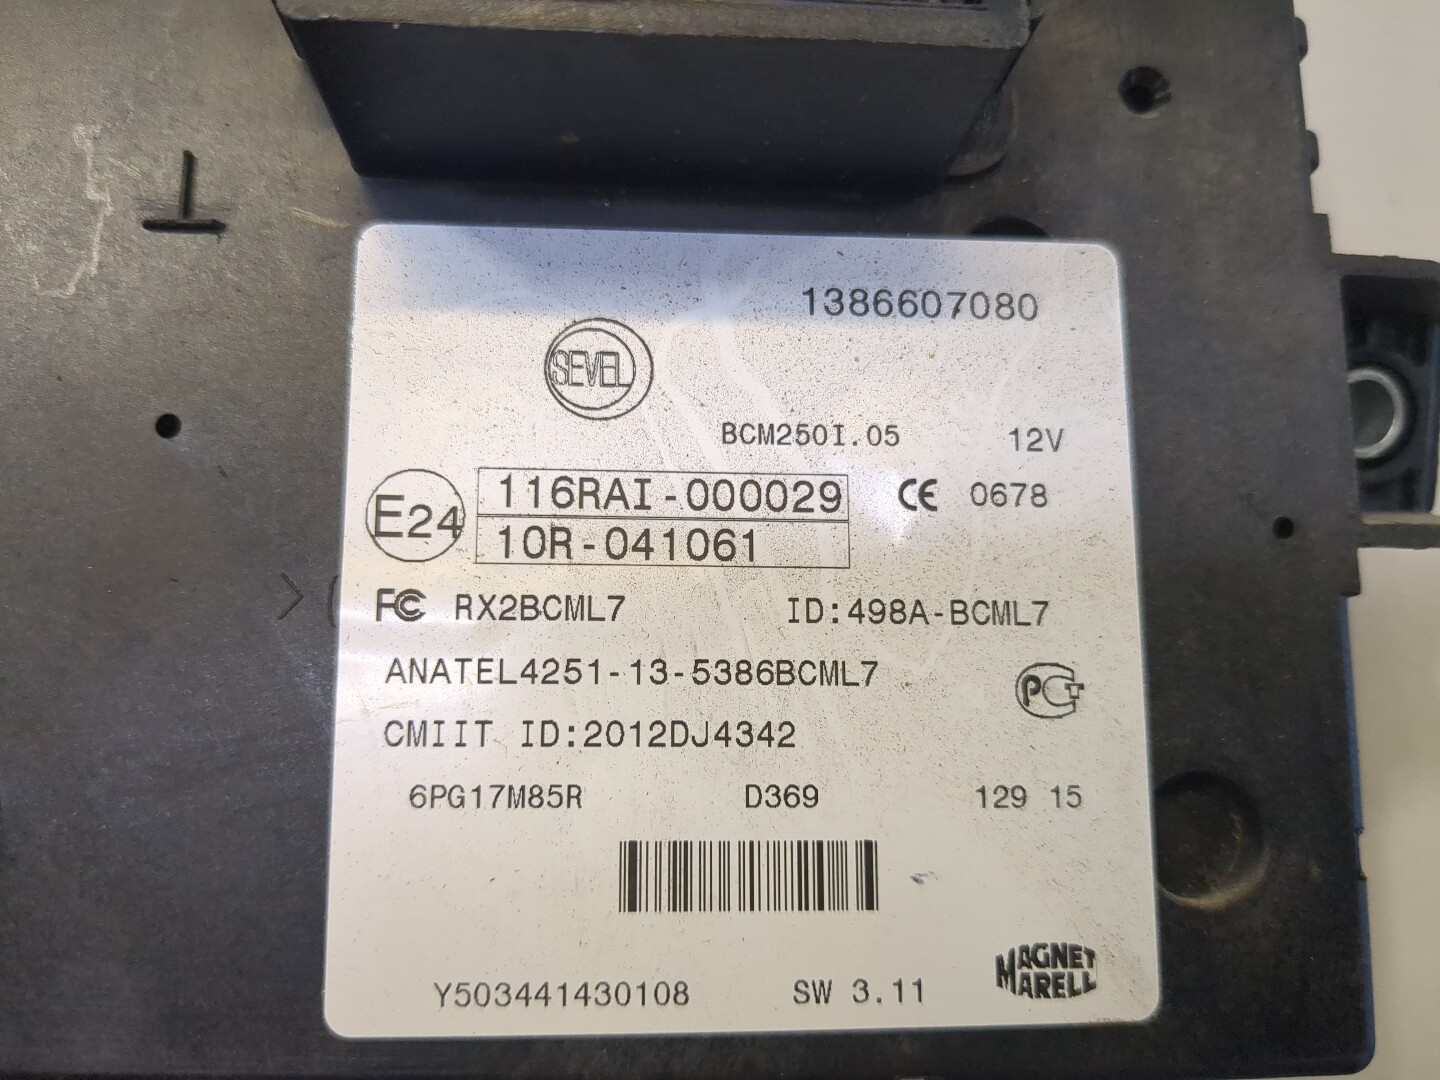 1386607080
SEVEL
BCM250I.05 12V
E24 116RAI-000029 CE 0678
10R-041061
FC RX2BCML7 ID:498A-BCML7
ANATEL4251-13-5386BCML7
PCT
CMIIT ID:2012DJ4342
6PG17M85R D369 129 15
Y503441430108 SW 3.11
MAGNETI
MARELLI